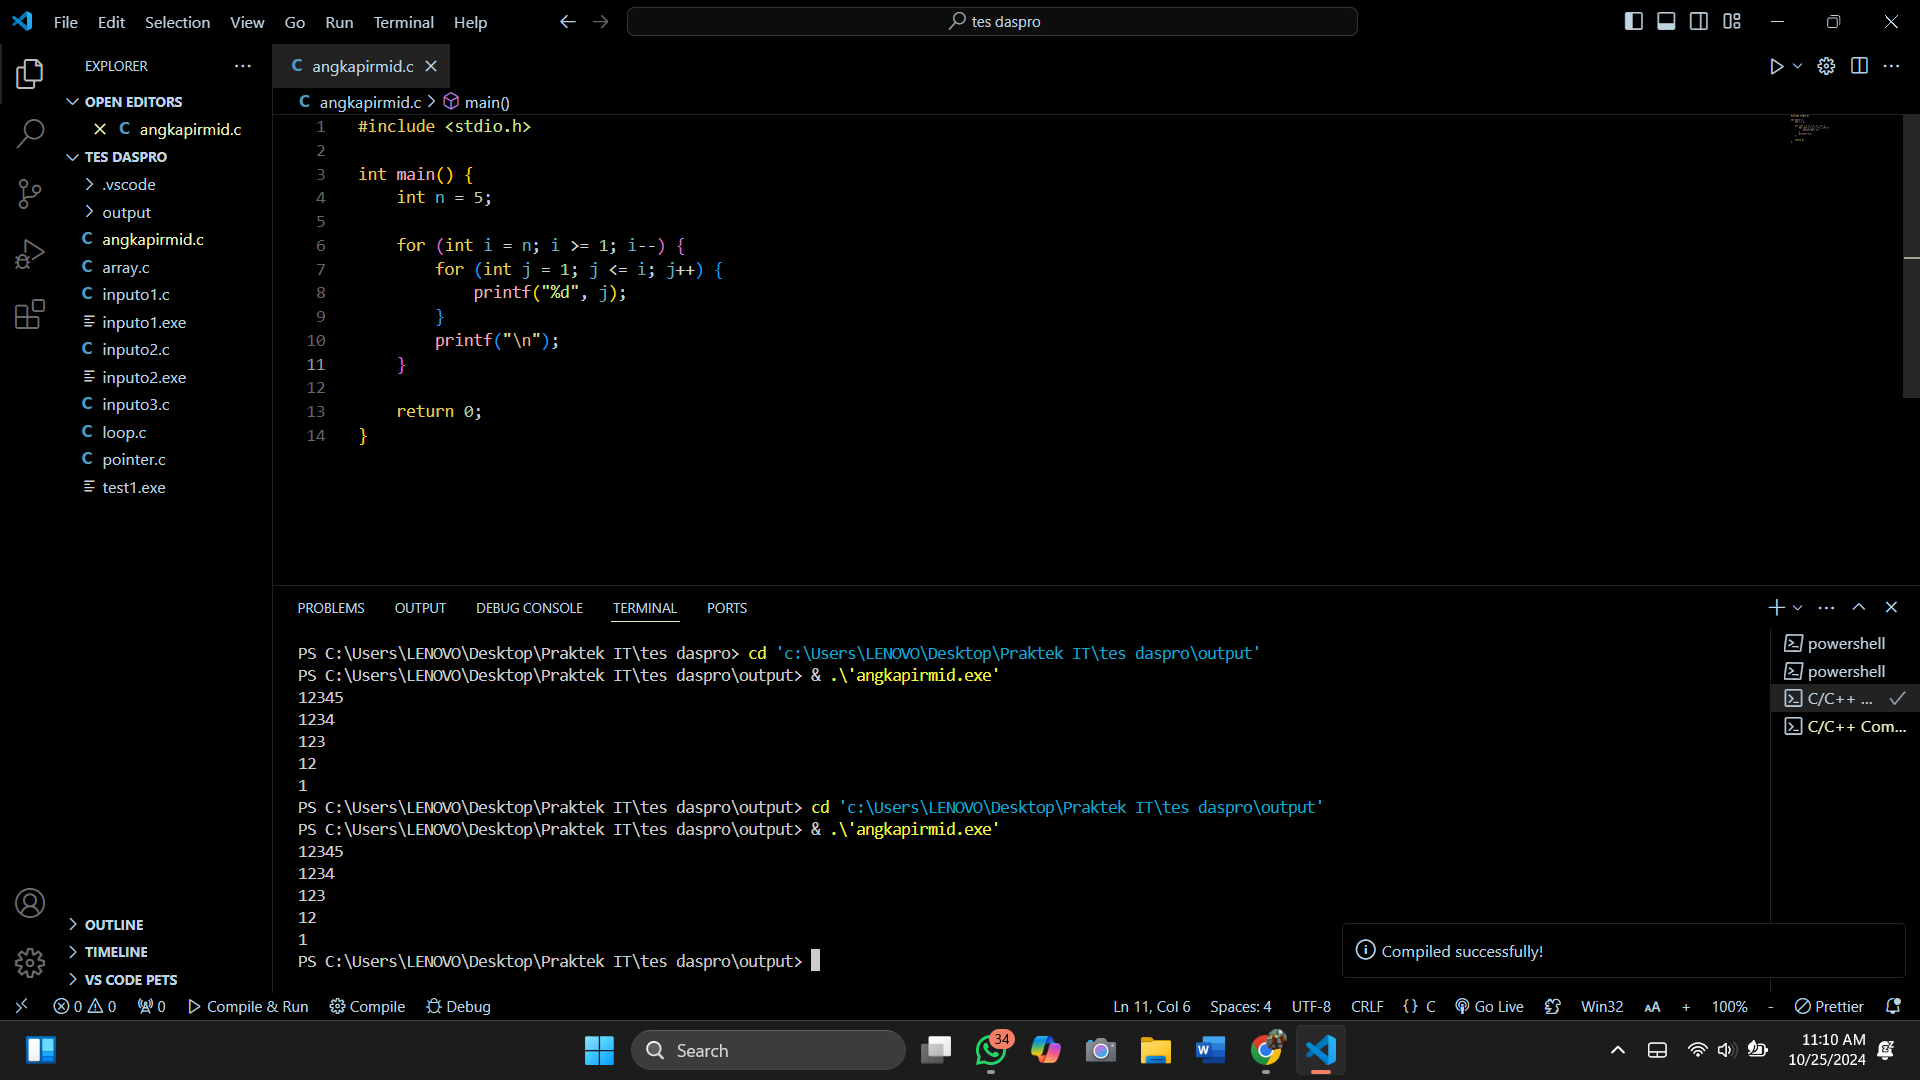 File Edit Selection View Go Run Terminal Help
tes daspro
EXPLORER
OPEN EDITORS
angkapirmid.c
TES DASPRO
.vscode
output
angkapirmid.c
array.c
inputo1.c
inputo1.exe
inputo2.c
inputo2.exe
inputo3.c
loop.c
pointer.c
test1.exe
OUTLINE
TIMELINE
VS CODE PETS
C angkapirmid.c
C angkapirmid.c > main()
1 #include <stdio.h>
2
3 int main() {
4     int n = 5;
5
6     for (int i = n; i >= 1; i--) {
7         for (int j = 1; j <= i; j++) {
8             printf("%d", j);
9         }
10         printf("\n");
11     }
12
13     return 0;
14 }
PROBLEMS OUTPUT DEBUG CONSOLE TERMINAL PORTS
PS C:\Users\LENOVO\Desktop\Praktek IT\tes daspro> cd 'c:\Users\LENOVO\Desktop\Praktek IT\tes daspro\output'
PS C:\Users\LENOVO\Desktop\Praktek IT\tes daspro\output> & .\'angkapirmid.exe'
12345
1234
123
12
1
PS C:\Users\LENOVO\Desktop\Praktek IT\tes daspro\output> cd 'c:\Users\LENOVO\Desktop\Praktek IT\tes daspro\output'
PS C:\Users\LENOVO\Desktop\Praktek IT\tes daspro\output> & .\'angkapirmid.exe'
12345
1234
123
12
1
PS C:\Users\LENOVO\Desktop\Praktek IT\tes daspro\output>
powershell
powershell
C/C++ ...
C/C++ Com...
Compiled successfully!
0 0 0 Compile & Run Compile Debug
Ln 11, Col 6 Spaces: 4 UTF-8 CRLF {} C Go Live Win32 AA + 100% - Prettier
Search
34
11:10 AM
10/25/2024